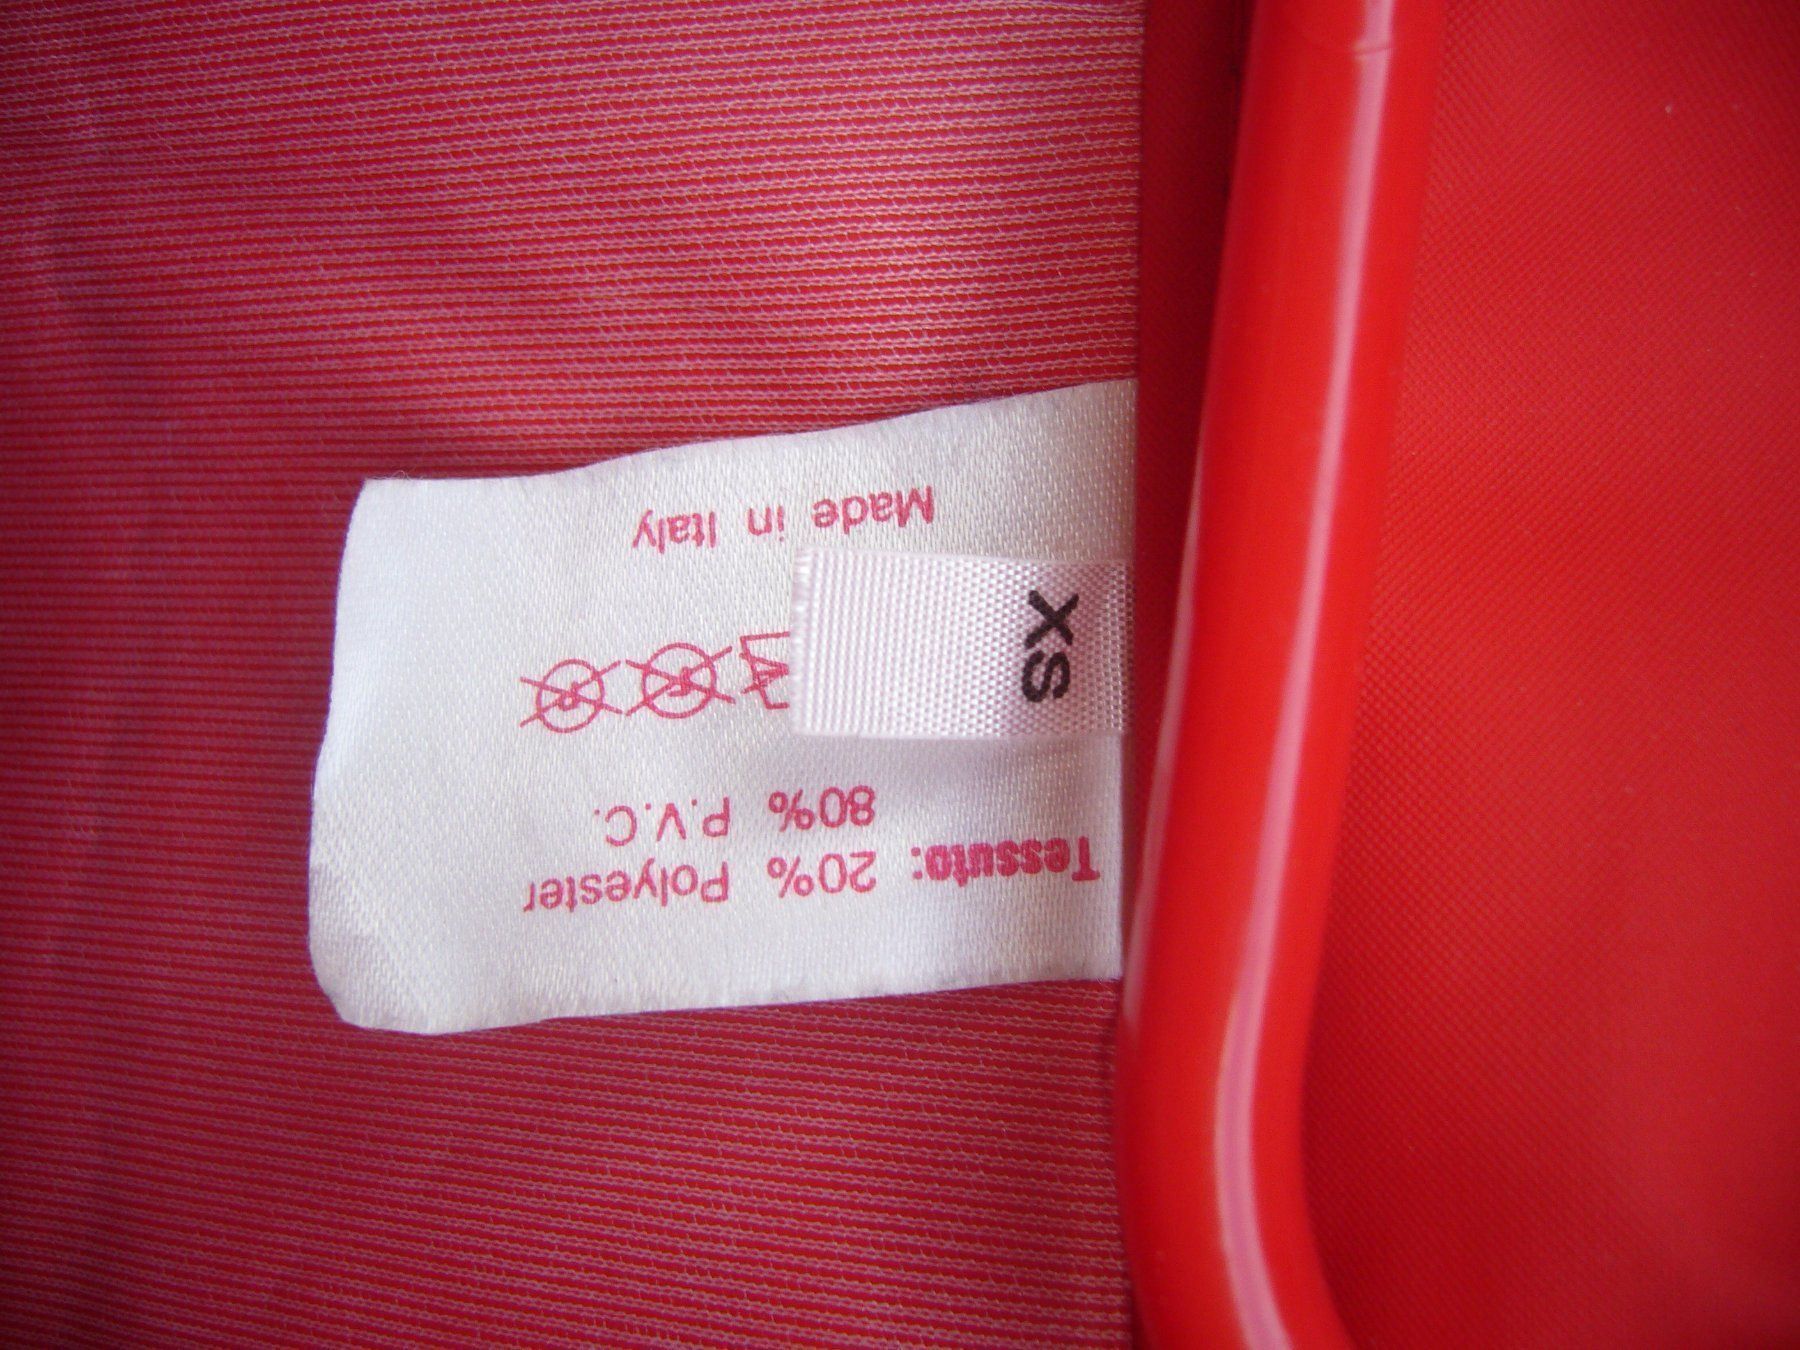 Tessuto: 20% Polyester
80% P.V.C.
Made in Italy
XS